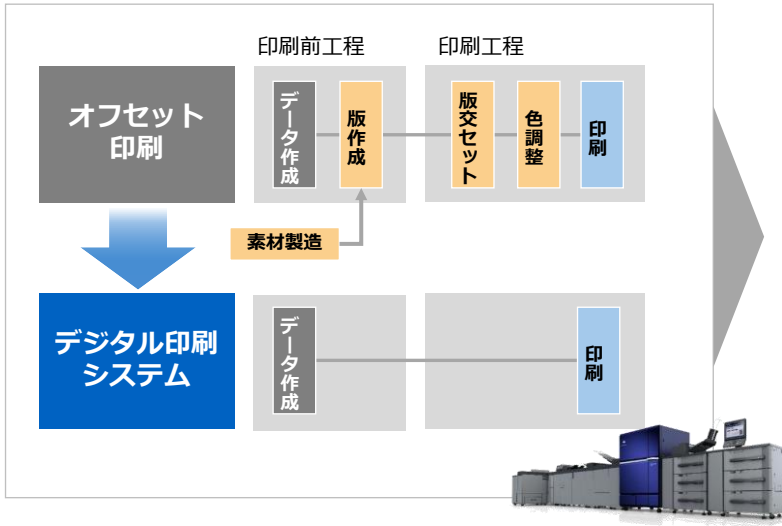 印刷前工程
印刷工程
オフセット
印刷
データ作成
版作成
版交セット
色調整
印刷
素材製造
デジタル印刷
システム
データ作成
印刷